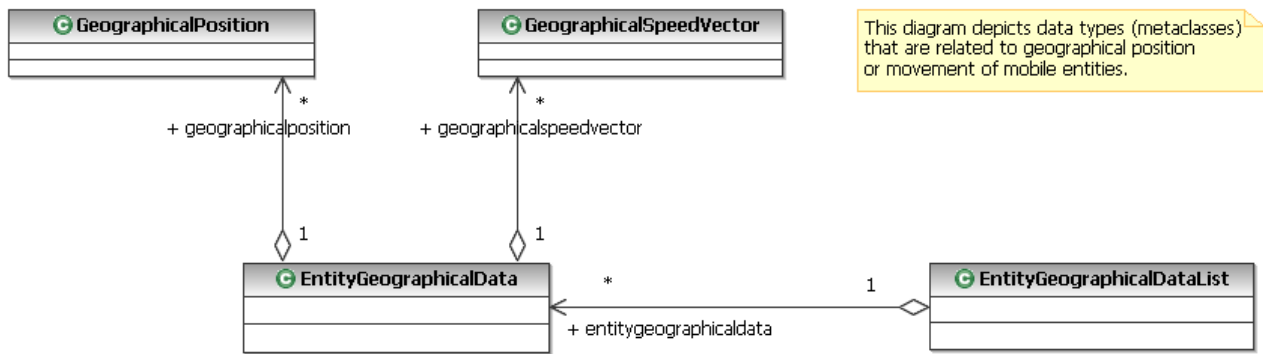 GeographicalPosition
GeographicalSpeedVector
This diagram depicts data types (metaclasses)
that are related to geographical position
or movement of mobile entities.
*
*
+ geographicalposition
+ geographicalspeedvector
1
1
EntityGeographicalData
*
1
EntityGeographicalDataList
+ entitygeographicaldata